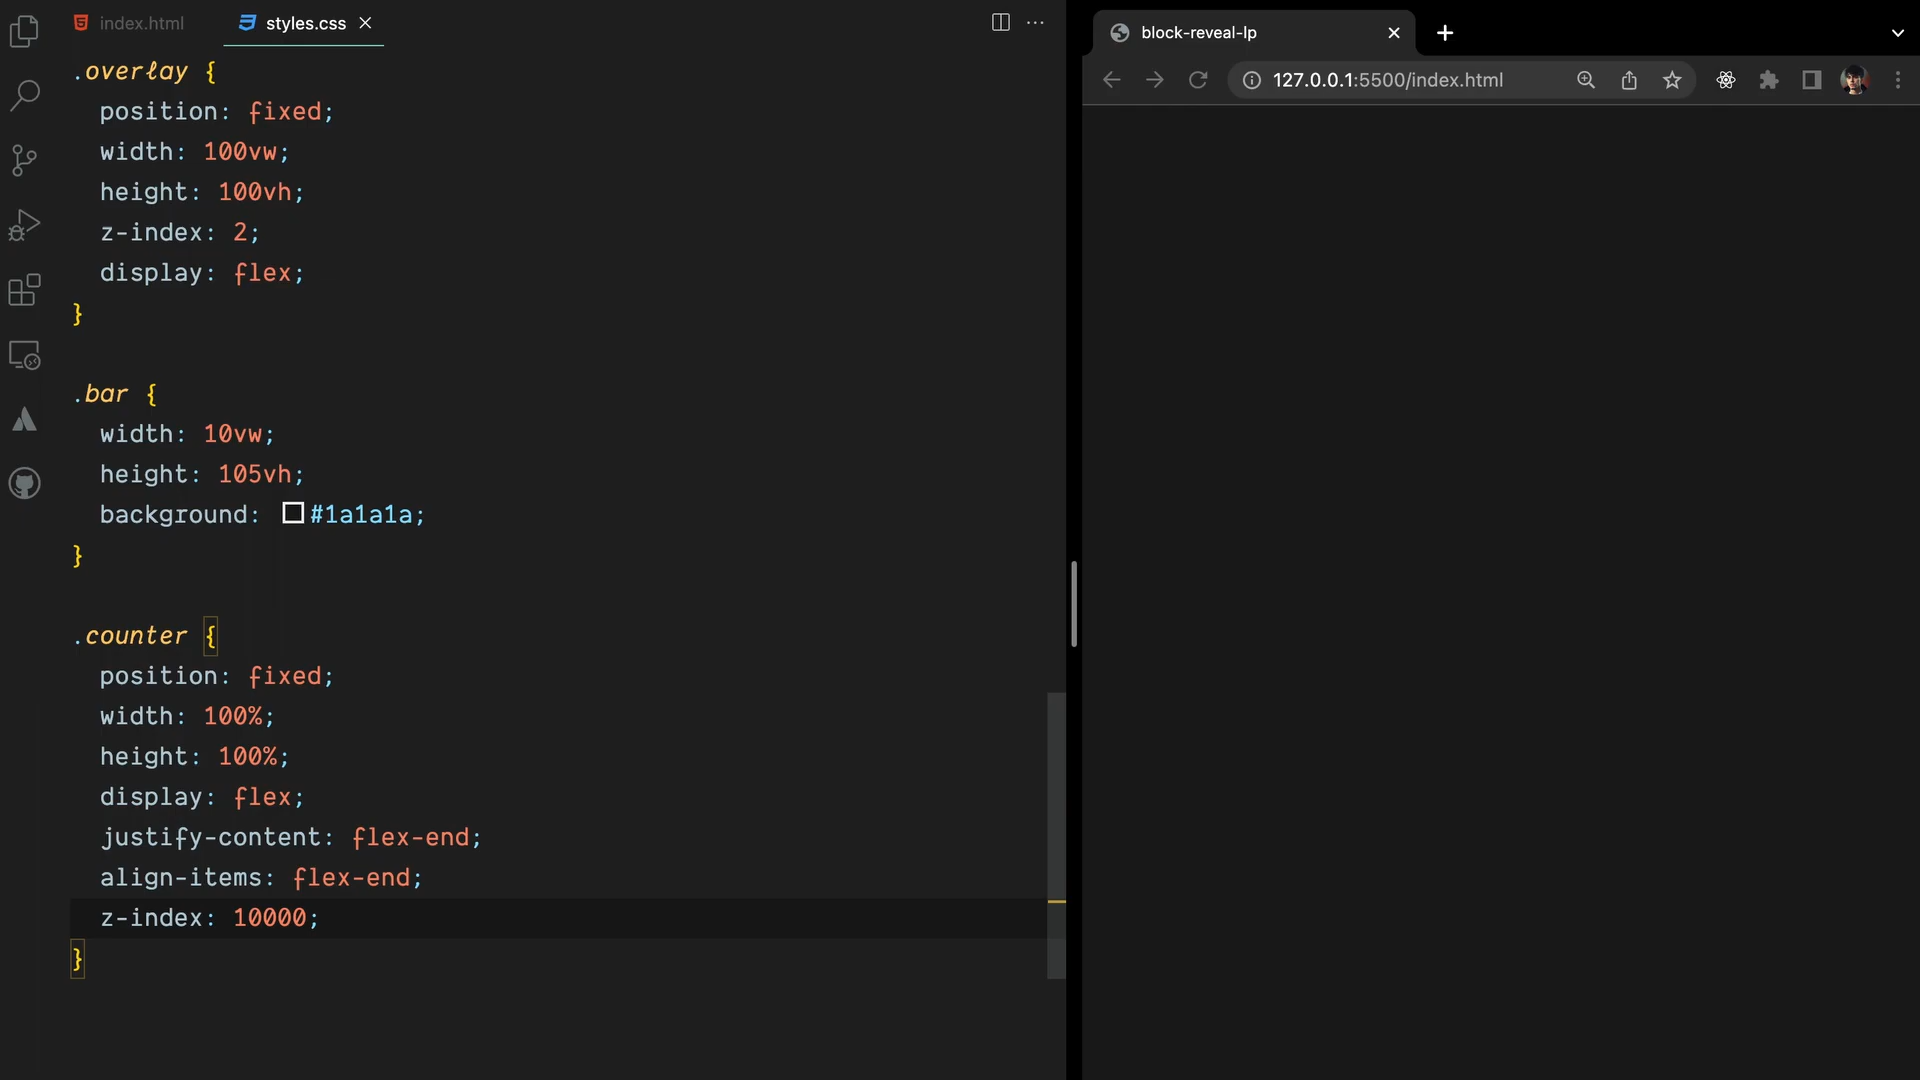 index.html
styles.css
.overlay {
position: fixed;
width: 100vw;
height: 100vh;
z-index: 2;
display: flex;
}
.bar {
width: 10vw;
height: 105vh;
background: #1a1a1a;
}
.counter {
position: fixed;
width: 100%;
height: 100%;
display: flex;
justify-content: flex-end;
align-items: flex-end;
z-index: 10000;
}
block-reveal-lp
127.0.0.1:5500/index.html